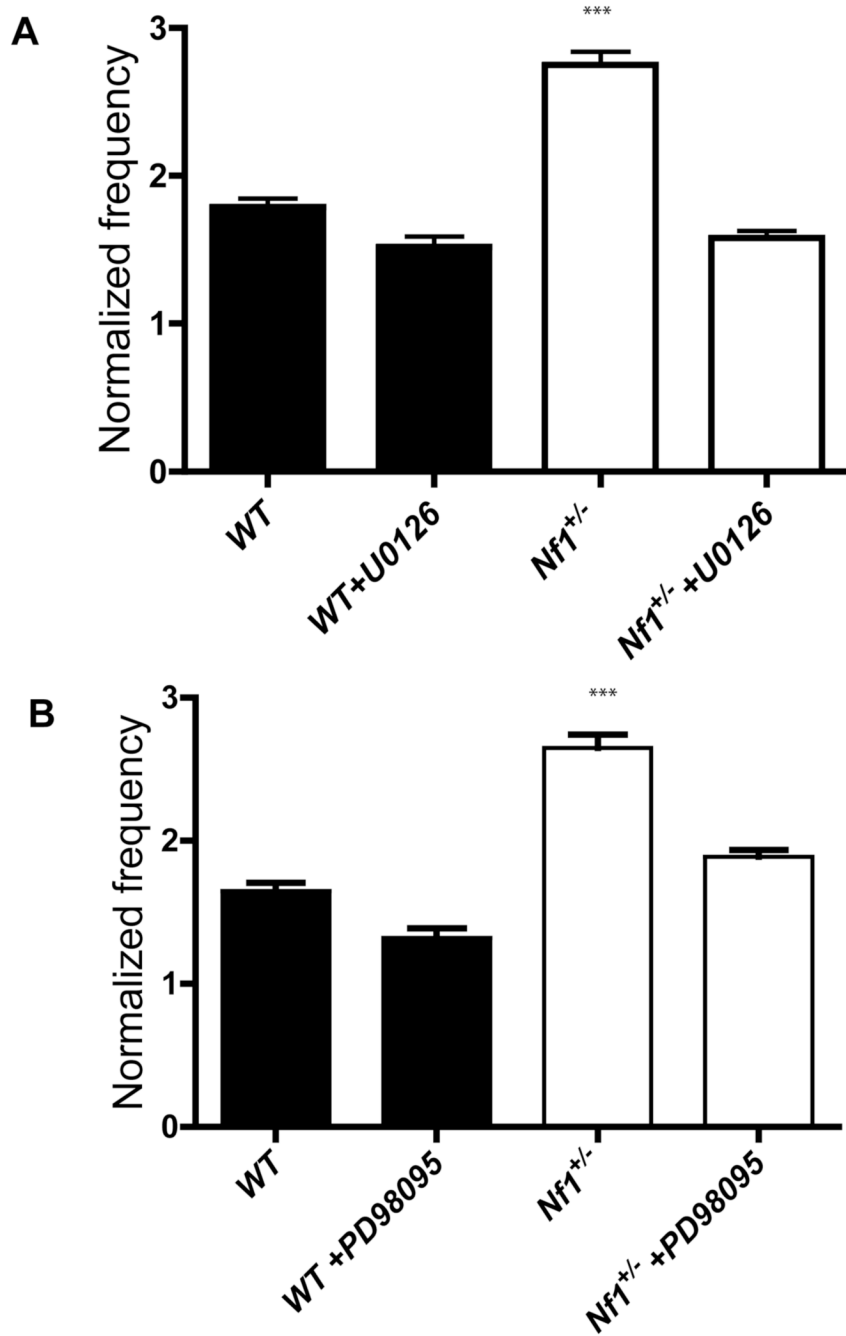 A
***
3
2
1
0
Normalized frequency
WT
WT+U0126
Nf1+/-
Nf1+/- +U0126
B
***
3
2
1
0
Normalized frequency
WT
WT +PD98095
Nf1+/-
Nf1+/- +PD98095